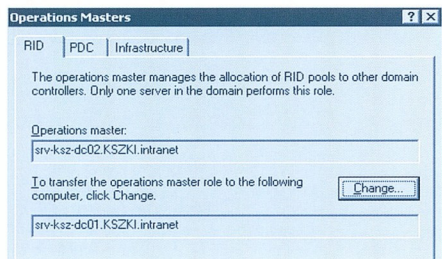 Operations Masters
RID
PDC
Infrastructure
The operations master manages the allocation of RID pools to other domain
controllers. Only one server in the domain performs this role.
Operations master:
srv-ksz-dc02.KSZKI.intranet
To transfer the operations master role to the following
computer, click Change.
Change...
srv-ksz-dc01.KSZKI.intranet